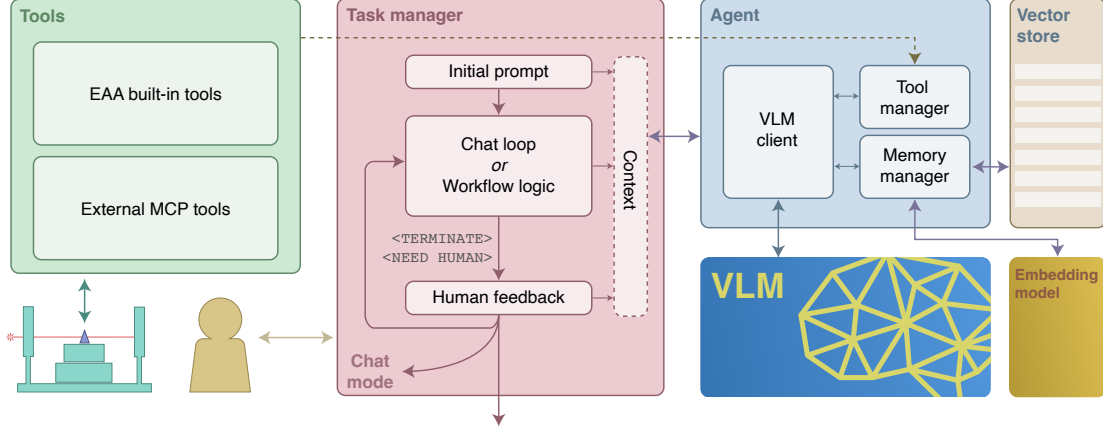 Tools
EAA built-in tools
External MCP tools
Task manager
Initial prompt
Chat loop
or
Workflow logic
<TERMINATE>
<NEED HUMAN>
Human feedback
Chat
mode
Context
Agent
VLM
client
Tool
manager
Memory
manager
Vector
store
VLM
Embedding
model